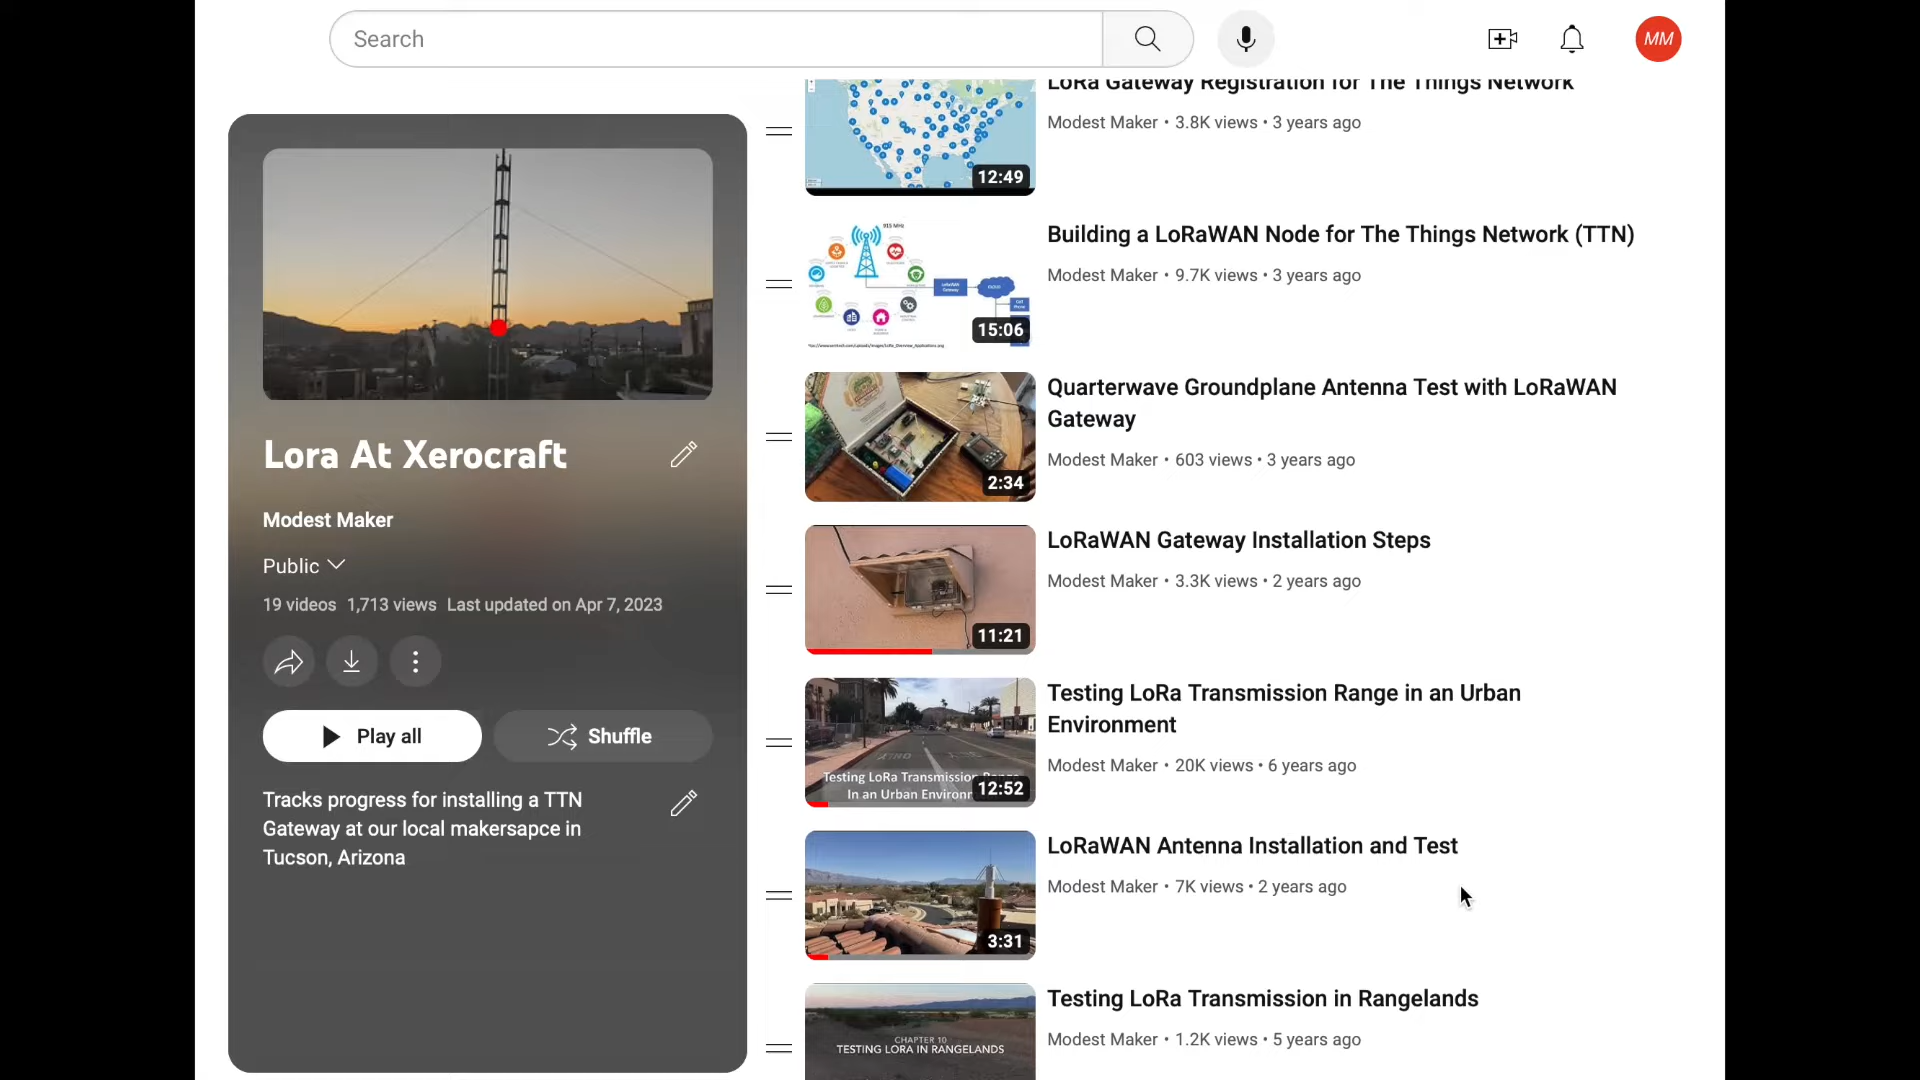 Search
MM
LoRa Gateway Registration for The Things Network
Modest Maker • 3.8K views • 3 years ago
12:49
915 MHz
LoRaWAN
Gateway
15:06
Building a LoRaWAN Node for The Things Network (TTN)
Modest Maker • 9.7K views • 3 years ago
2:34
Quarterwave Groundplane Antenna Test with LoRaWAN
Gateway
Modest Maker • 603 views • 3 years ago
11:21
LoRaWAN Gateway Installation Steps
Modest Maker • 3.3K views • 2 years ago
Testing LoRa Transmission
In an Urban
12:52
Testing LoRa Transmission Range in an Urban
Environment
Modest Maker • 20K views • 6 years ago
3:31
LoRaWAN Antenna Installation and Test
Modest Maker • 7K views • 2 years ago
CHAPTER 10
TESTING LORA IN RANGELANDS
Testing LoRa Transmission in Rangelands
Modest Maker • 1.2K views • 5 years ago
Lora At Xerocraft
Modest Maker
Public
19 videos 1,713 views Last updated on Apr 7, 2023
Play all
Shuffle
Tracks progress for installing a TTN
Gateway at our local makersapce in
Tucson, Arizona